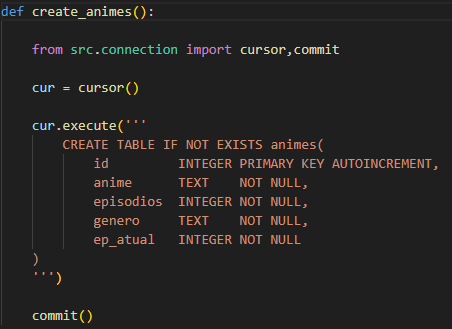 def create_animes():
from src.connection import cursor,commit
cur = cursor()
cur.execute('''
CREATE TABLE IF NOT EXISTS animes(
id INTEGER PRIMARY KEY AUTOINCREMENT,
anime TEXT NOT NULL,
episodios INTEGER NOT NULL,
genero TEXT NOT NULL,
ep_atual INTEGER NOT NULL
)
''')
commit()